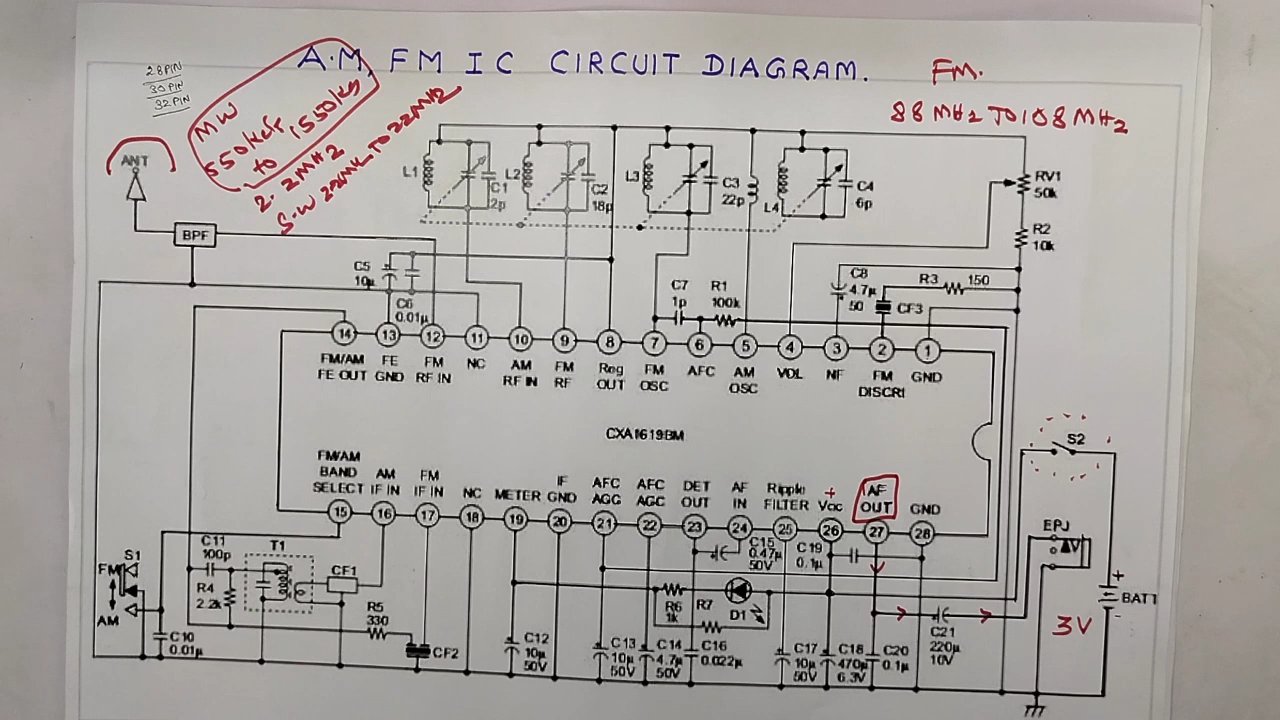 A.M FM IC CIRCUIT DIAGRAM.
FM.
88 MHz TO 108 MHz
28 PIN
30 PIN
32 PIN
MW
to
2.2MHz
TO 22MHz
ANT
BPF
L1
C1
2p
L2
C2
18p
L3
C3
22p
L4
C4
6p
RV1
50k
R2
10k
C5
10µ
C6
0.01µ
C7
1p
R1
100k
C8
4.7µ
50
R3 150
CF3
14 13 12 11 10 9 8 7 6 5 4 3 2 1
FM/AM
FE OUT
FE
GND
FM
RF IN
NC
AM
RF IN
FM
RF
Reg
OUT
FM
OSC
AFC
AM
OSC
VOL
NF
FM
DISCRI
GND
CXA1619BM
FM/AM
BAND
SELECT
AM
IF IN
FM
IF IN
NC
METER
IF
GND
AFC
AGC
AFC
AGC
DET
OUT
AF
IN
Ripple
FILTER
+
Vcc
AF
OUT
GND
15 16 17 18 19 20 21 22 23 24 25 26 27 28
S2
EPJ
+
BATT
-
3V
S1
FM
AM
C11
100p
T1
R4
2.2k
CF1
R5
330
CF2
C10
0.01µ
C15
0.47µ
50V
C19
0.1µ
R6
1k
R7
D1
C12
10µ
50V
C13
10µ
50V
C14
4.7µ
50V
C16
0.022µ
C17
10µ
50V
C18
470µ
6.3V
C20
0.1µ
C21
220µ
10V